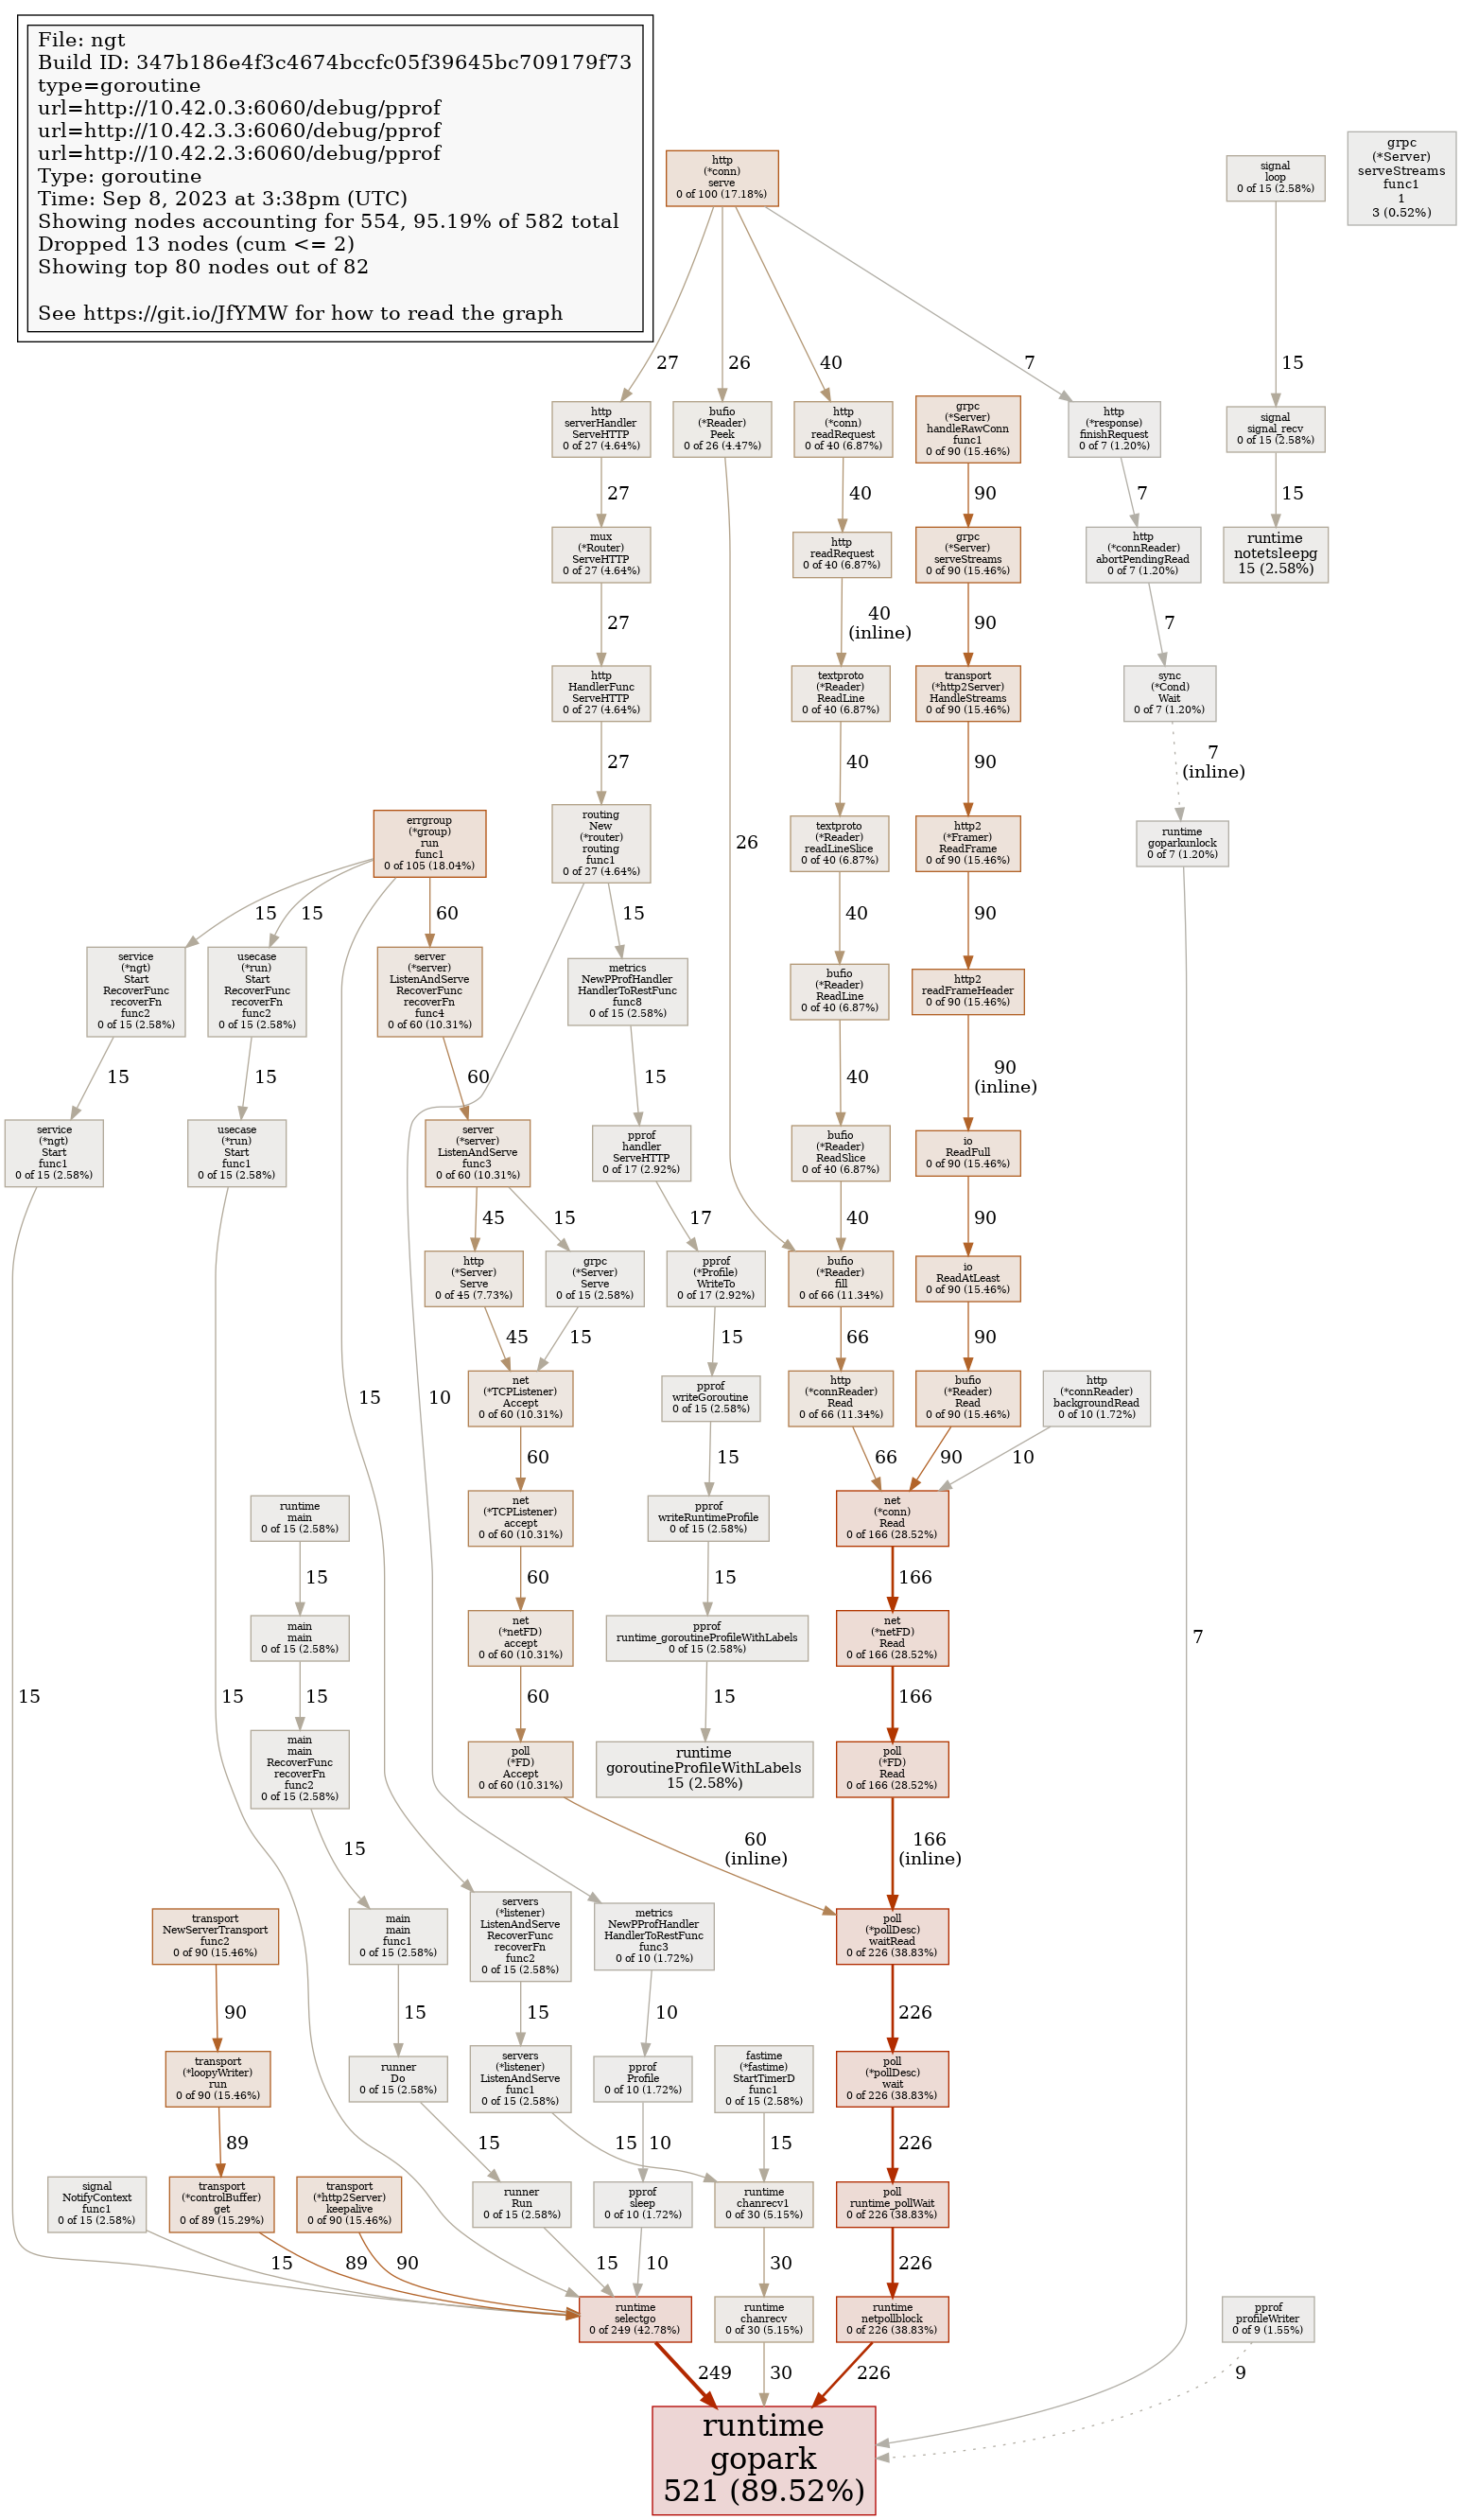 File: ngt
Build ID: 347b186e4f3c4674bccfc05f39645bc709179f73
type=goroutine
url=http://10.42.0.3:6060/debug/pprof
url=http://10.42.3.3:6060/debug/pprof
url=http://10.42.2.3:6060/debug/pprof
Type: goroutine
Time: Sep 8, 2023 at 3:38pm (UTC)
Showing nodes accounting for 554, 95.19% of 582 total
Dropped 13 nodes (cum <= 2)
Showing top 80 nodes out of 82
See https://git.io/JfYMW for how to read the graph
http
(*conn)
serve
0 of 100 (17.18%)
signal
loop
0 of 15 (2.58%)
grpc
(*Server)
serveStreams
func1
1
3 (0.52%)
27
26
40
7
15
http
serverHandler
ServeHTTP
0 of 27 (4.64%)
bufio
(*Reader)
Peek
0 of 26 (4.47%)
http
(*conn)
readRequest
0 of 40 (6.87%)
grpc
(*Server)
handleRawConn
func1
0 of 90 (15.46%)
http
(*response)
finishRequest
0 of 7 (1.20%)
signal
signal_recv
0 of 15 (2.58%)
27
40
90
7
15
mux
(*Router)
ServeHTTP
0 of 27 (4.64%)
http
readRequest
0 of 40 (6.87%)
grpc
(*Server)
serveStreams
0 of 90 (15.46%)
http
(*connReader)
abortPendingRead
0 of 7 (1.20%)
runtime
notetsleepg
15 (2.58%)
27
40
(inline)
90
7
http
HandlerFunc
ServeHTTP
0 of 27 (4.64%)
textproto
(*Reader)
ReadLine
0 of 40 (6.87%)
transport
(*http2Server)
HandleStreams
0 of 90 (15.46%)
sync
(*Cond)
Wait
0 of 7 (1.20%)
27
40
90
7
(inline)
errgroup
(*group)
run
func1
0 of 105 (18.04%)
routing
New
(*router)
routing
func1
0 of 27 (4.64%)
26
textproto
(*Reader)
readLineSlice
0 of 40 (6.87%)
http2
(*Framer)
ReadFrame
0 of 90 (15.46%)
runtime
goparkunlock
0 of 7 (1.20%)
15
15
60
15
40
90
service
(*ngt)
Start
RecoverFunc
recoverFn
func2
0 of 15 (2.58%)
usecase
(*run)
Start
RecoverFunc
recoverFn
func2
0 of 15 (2.58%)
server
(*server)
ListenAndServe
RecoverFunc
recoverFn
func4
0 of 60 (10.31%)
metrics
NewPProfHandler
HandlerToRestFunc
func8
0 of 15 (2.58%)
bufio
(*Reader)
ReadLine
0 of 40 (6.87%)
http2
readFrameHeader
0 of 90 (15.46%)
15
15
60
15
40
90
(inline)
service
(*ngt)
Start
func1
0 of 15 (2.58%)
usecase
(*run)
Start
func1
0 of 15 (2.58%)
server
(*server)
ListenAndServe
func3
0 of 60 (10.31%)
pprof
handler
ServeHTTP
0 of 17 (2.92%)
bufio
(*Reader)
ReadSlice
0 of 40 (6.87%)
io
ReadFull
0 of 90 (15.46%)
45
15
17
40
90
http
(*Server)
Serve
0 of 45 (7.73%)
grpc
(*Server)
Serve
0 of 15 (2.58%)
pprof
(*Profile)
WriteTo
0 of 17 (2.92%)
bufio
(*Reader)
fill
0 of 66 (11.34%)
io
ReadAtLeast
0 of 90 (15.46%)
45
15
15
66
90
15
10
net
(*TCPListener)
Accept
0 of 60 (10.31%)
pprof
writeGoroutine
0 of 15 (2.58%)
http
(*connReader)
Read
0 of 66 (11.34%)
bufio
(*Reader)
Read
0 of 90 (15.46%)
http
(*connReader)
backgroundRead
0 of 10 (1.72%)
60
15
66
90
10
runtime
main
0 of 15 (2.58%)
net
(*TCPListener)
accept
0 of 60 (10.31%)
pprof
writeRuntimeProfile
0 of 15 (2.58%)
net
(*conn)
Read
0 of 166 (28.52%)
15
60
15
166
main
main
0 of 15 (2.58%)
net
(*netFD)
accept
0 of 60 (10.31%)
pprof
runtime_goroutineProfileWithLabels
0 of 15 (2.58%)
net
(*netFD)
Read
0 of 166 (28.52%)
7
15
15
15
60
15
166
main
main
RecoverFunc
recoverFn
func2
0 of 15 (2.58%)
poll
(*FD)
Accept
0 of 60 (10.31%)
runtime
goroutineProfileWithLabels
15 (2.58%)
poll
(*FD)
Read
0 of 166 (28.52%)
15
60
(inline)
166
(inline)
transport
NewServerTransport
func2
0 of 90 (15.46%)
main
main
func1
0 of 15 (2.58%)
servers
(*listener)
ListenAndServe
RecoverFunc
recoverFn
func2
0 of 15 (2.58%)
metrics
NewPProfHandler
HandlerToRestFunc
func3
0 of 10 (1.72%)
poll
(*pollDesc)
waitRead
0 of 226 (38.83%)
90
15
15
10
226
transport
(*loopyWriter)
run
0 of 90 (15.46%)
runner
Do
0 of 15 (2.58%)
servers
(*listener)
ListenAndServe
func1
0 of 15 (2.58%)
pprof
Profile
0 of 10 (1.72%)
fastime
(*fastime)
StartTimerD
func1
0 of 15 (2.58%)
poll
(*pollDesc)
wait
0 of 226 (38.83%)
89
15
15
10
15
226
signal
NotifyContext
func1
0 of 15 (2.58%)
transport
(*controlBuffer)
get
0 of 89 (15.29%)
transport
(*http2Server)
keepalive
0 of 90 (15.46%)
runner
Run
0 of 15 (2.58%)
pprof
sleep
0 of 10 (1.72%)
runtime
chanrecv1
0 of 30 (5.15%)
poll
runtime_pollWait
0 of 226 (38.83%)
15
89
90
15
10
30
226
runtime
selectgo
0 of 249 (42.78%)
runtime
chanrecv
0 of 30 (5.15%)
runtime
netpollblock
0 of 226 (38.83%)
pprof
profileWriter
0 of 9 (1.55%)
249
30
226
9
runtime
gopark
521 (89.52%)